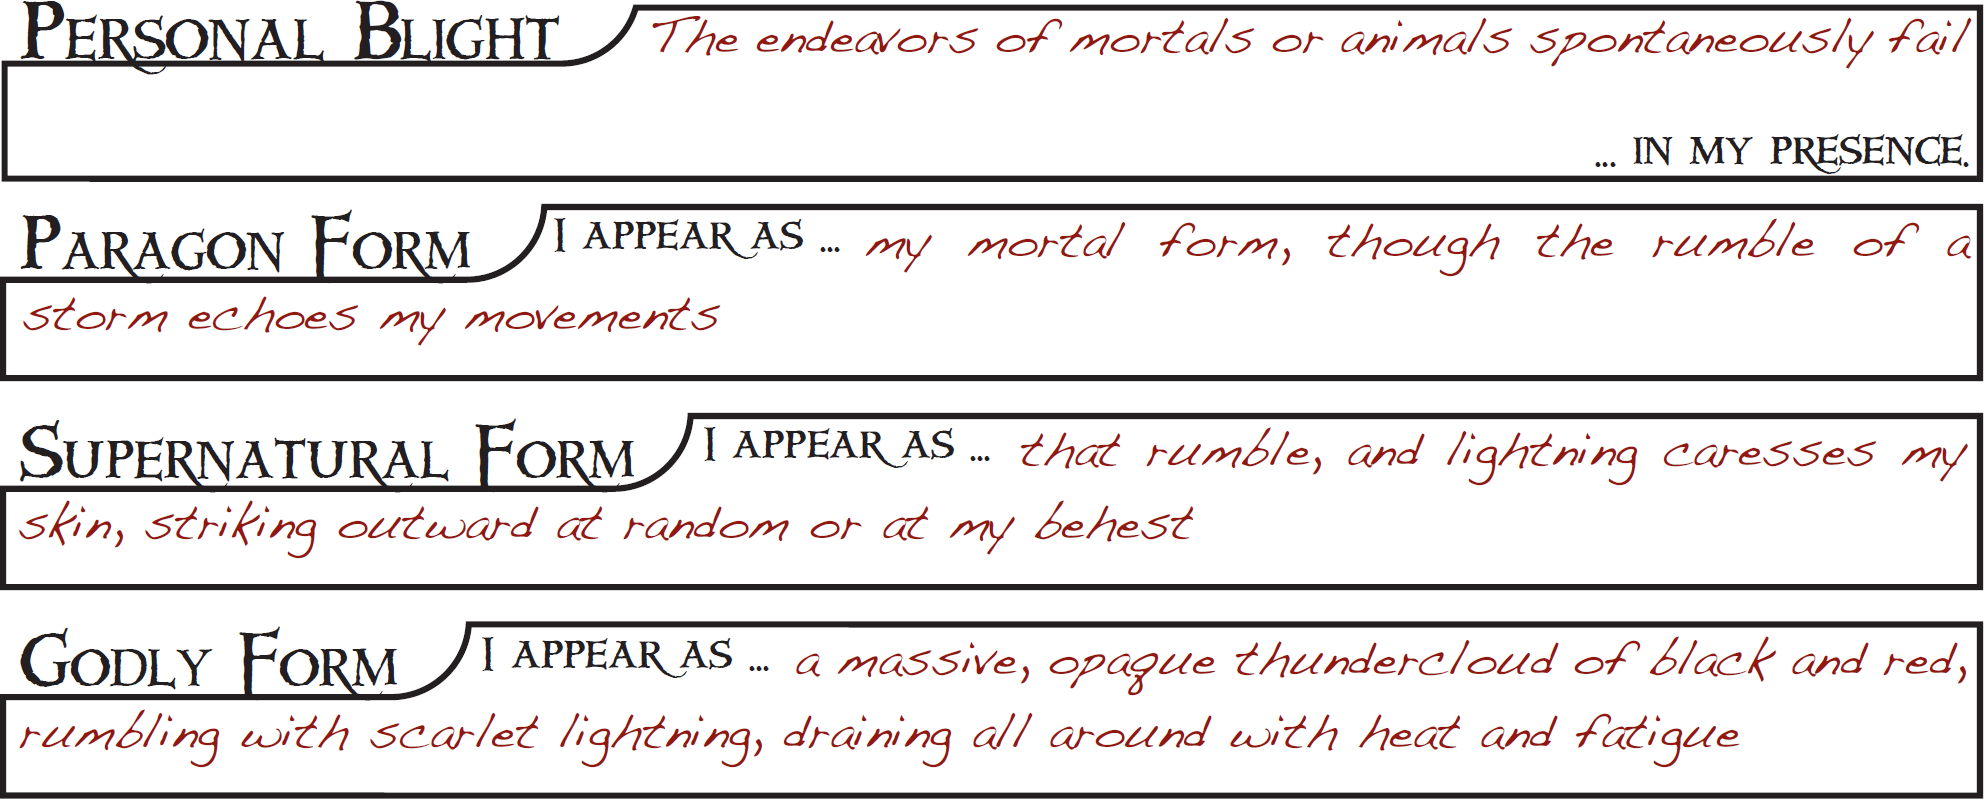 Personal Blight The endeavors of mortals or animals spontaneously fail
... in my presence.
Paragon Form I appear as ... my mortal form, though the rumble of a
storm echoes my movements
Supernatural Form I appear as ... that rumble, and lightning caresses my
skin, striking outward at random or at my behest
Godly Form I appear as ... a massive, opaque thundercloud of black and red,
rumbling with scarlet lightning, draining all around with heat and fatigue